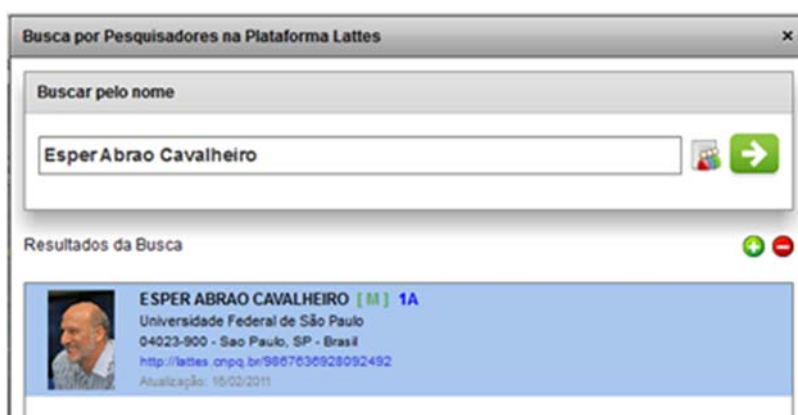 Busca por Pesquisadores na Plataforma Lattes ×
Buscar pelo nome
Esper Abrao Cavalheiro
Resultados da Busca
ESPER ABRAO CAVALHEIRO [ M ] 1A
Universidade Federal de São Paulo
04023-900 - Sao Paulo, SP - Brasil
http://lattes.cnpq.br/9867636928092492
Atualização: 16/02/2011